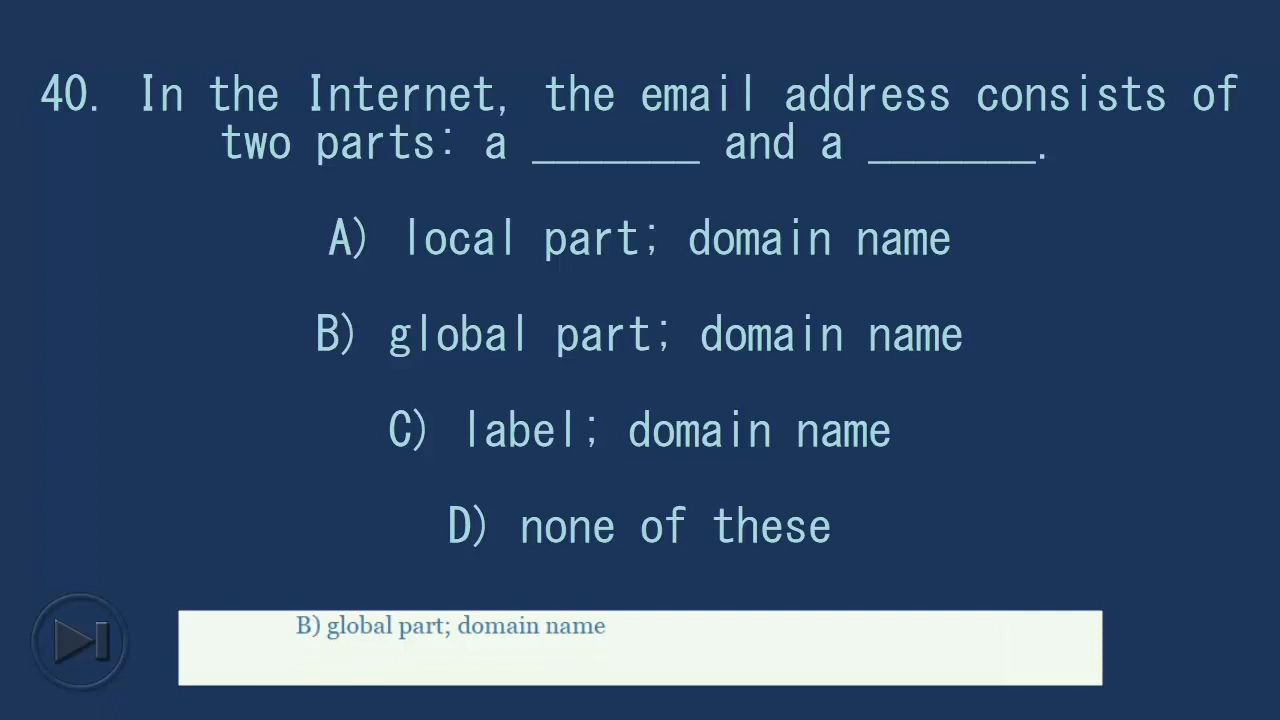 40. In the Internet, the email address consists of
two parts: a _______ and a _______.
A) local part; domain name
B) global part; domain name
C) label; domain name
D) none of these
B) global part; domain name